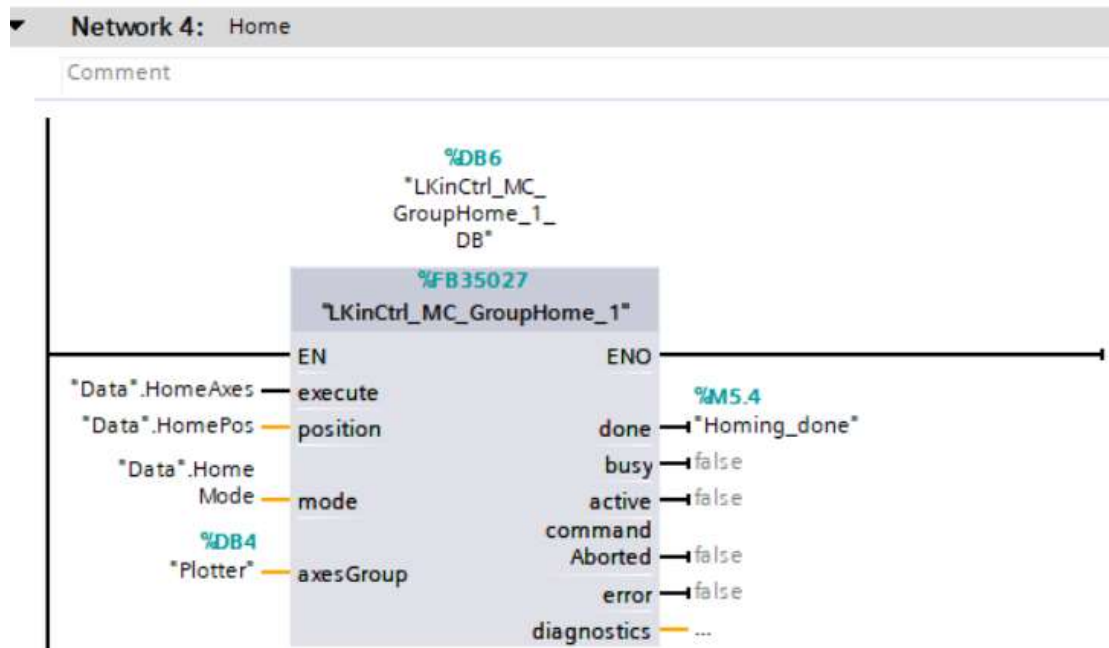 Network 4: Home
Comment
%DB6
"LKinCtrl_MC_
GroupHome_1_
DB"
%FB35027
"LKinCtrl_MC_GroupHome_1"
EN ENO
"Data".HomeAxes execute
%M5.4
"Data".HomePos position done "Homing_done"
busy false
"Data".Home
Mode mode active false
command
Aborted false
%DB4
"Plotter" axesGroup
error false
diagnostics ...